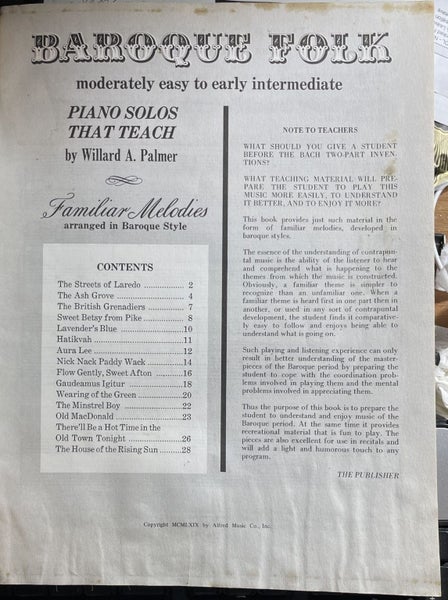 BAROQUE FOLK
moderately easy to early intermediate
PIANO SOLOS
THAT TEACH
by Willard A. Palmer
Familiar Melodies
arranged in Baroque Style
CONTENTS
The Streets of Laredo .............. 2
The Ash Grove ...................... 4
The British Grenadiers ............. 7
Sweet Betsy from Pike .............. 8
Lavender's Blue .................... 10
Hatikvah ........................... 11
Aura Lee ........................... 12
Nick Nack Paddy Wack ............... 14
Flow Gently, Sweet Afton ........... 16
Gaudeamus Igitur ................... 18
Wearing of the Green ............... 20
The Minstrel Boy ................... 22
Old MacDonald ...................... 23
There'll Be a Hot Time in the
Old Town Tonight ................... 26
The House of the Rising Sun ........ 28
NOTE TO TEACHERS
WHAT SHOULD YOU GIVE A STUDENT
BEFORE THE BACH TWO-PART INVEN-
TIONS?
WHAT TEACHING MATERIAL WILL PRE-
PARE THE STUDENT TO PLAY THIS
MUSIC MORE EASILY, TO UNDERSTAND
IT BETTER, AND TO ENJOY IT MORE?
This book provides just such material in the
form of familiar melodies, developed in
baroque styles.
The essence of the understanding of contrapun-
tal music is the ability of the listener to hear
and comprehend what is happening to the
themes from which the music is constructed.
Obviously, a familiar theme is simpler to
recognize than an unfamiliar one. When a
familiar theme is heard first in one part then in
another, or used in any sort of contrapuntal
development, the student finds it comparative-
ly easy to follow and enjoys being able to
understand what is going on.
Such playing and listening experience can only
result in better understanding of the master-
pieces of the Baroque period by preparing the
student to cope with the coordination prob-
lems involved in playing them and the mental
problems involved in appreciating them.
Thus the purpose of this book is to prepare the
student to understand and enjoy music of the
Baroque period. At the same time it provides
recreational material that is fun to play. The
pieces are also excellent for use in recitals and
will add a light and humorous touch to any
program.
THE PUBLISHER
Copyright MCMLXIX by Alfred Music Co., Inc.